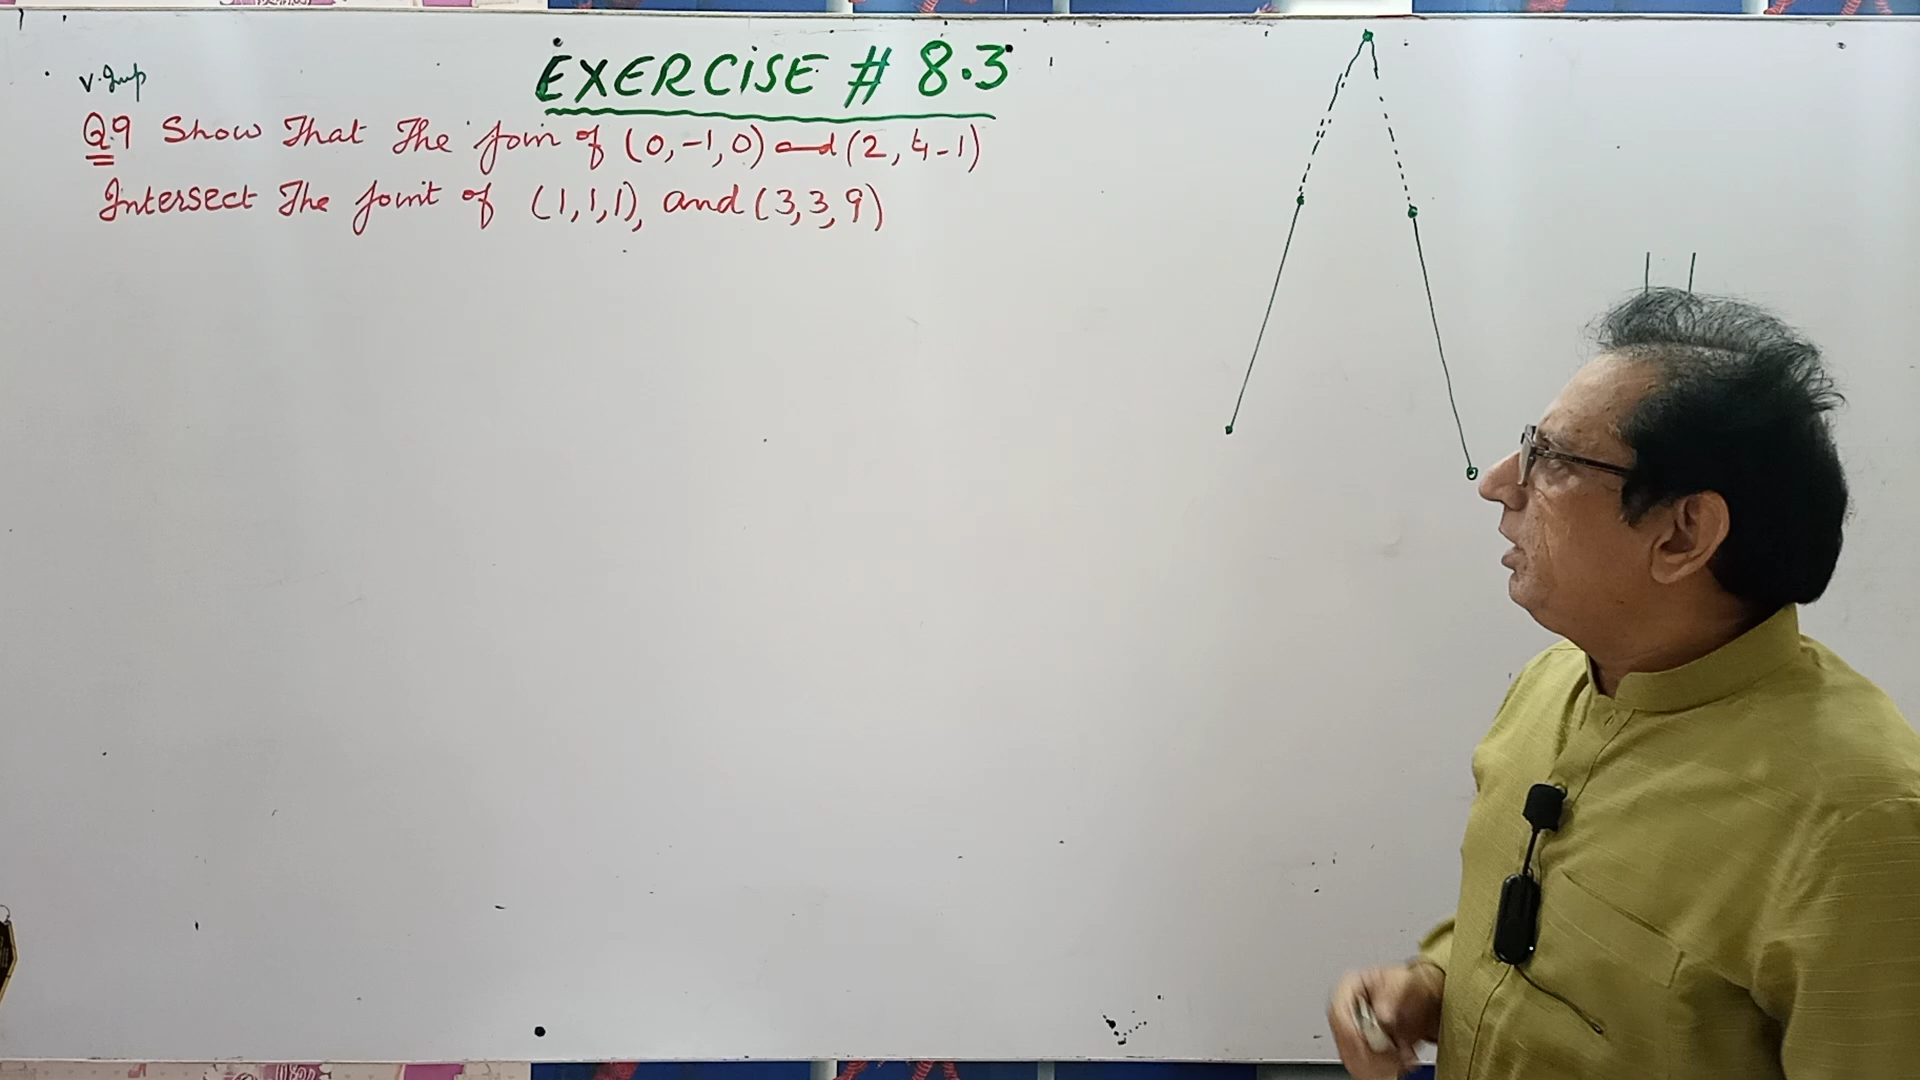 EXERCISE # 8.3
V.Imp
Q.9 Show That The join of (0,-1,0) and (2,4-1)
Intersect The joint of (1,1,1), and (3,3,9)